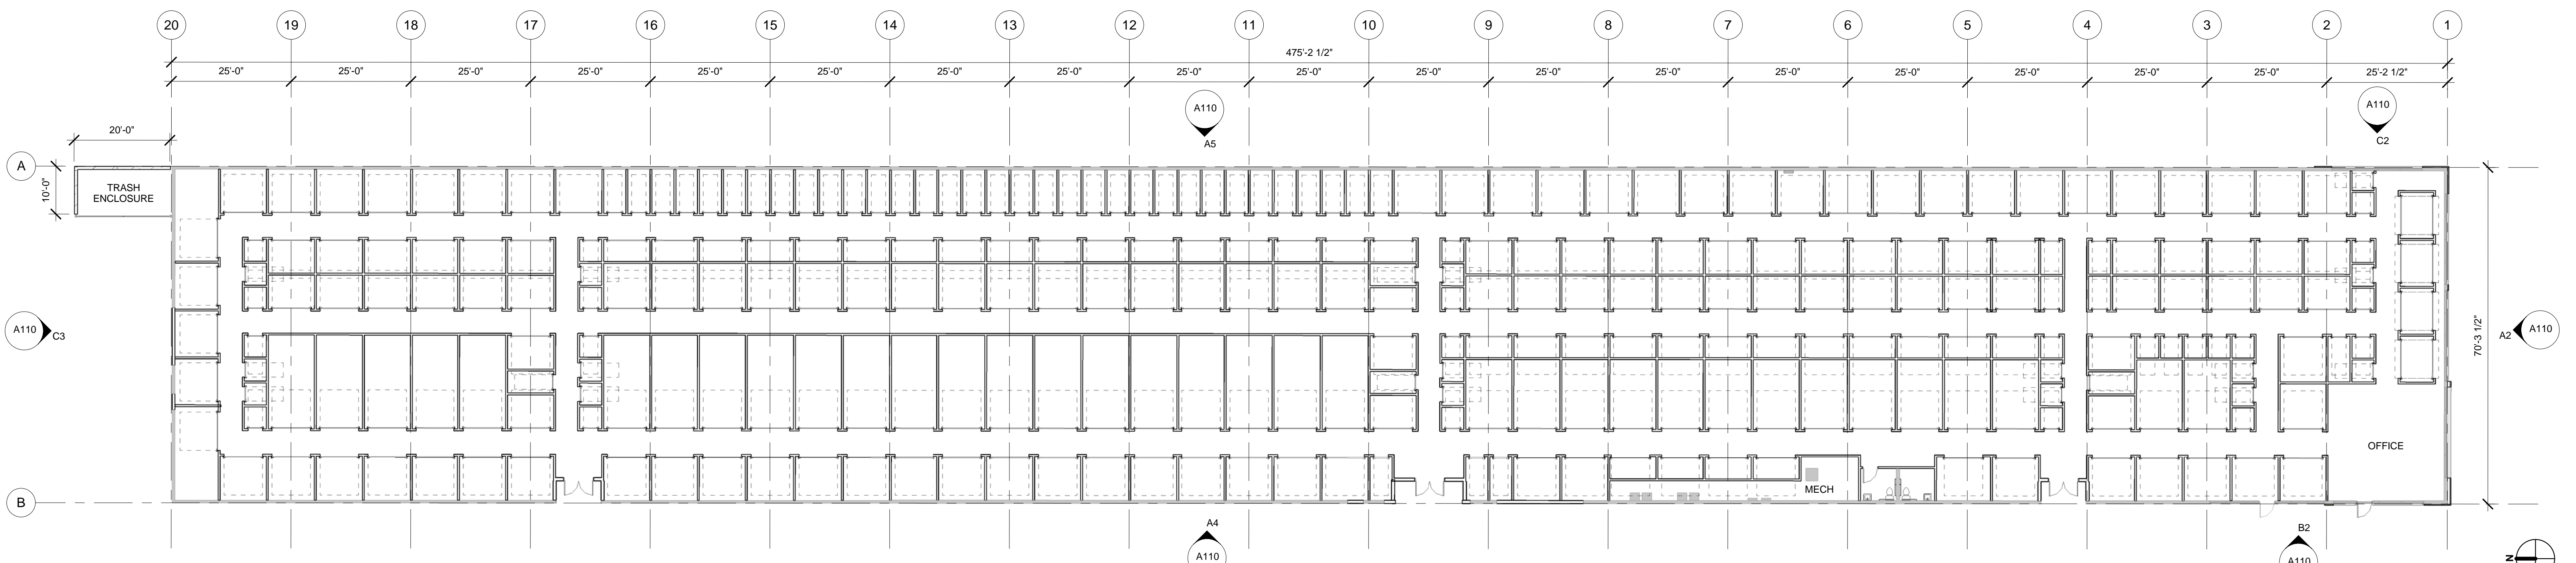 20 19 18 17 16 15 14 13 12 11 10 9 8 7 6 5 4 3 2 1
475'-2 1/2"
25'-0" 25'-0" 25'-0" 25'-0" 25'-0" 25'-0" 25'-0" 25'-0" 25'-0" 25'-0" 25'-0" 25'-0" 25'-0" 25'-0" 25'-0" 25'-0" 25'-0" 25'-0" 25'-2 1/2"
A110
A5
A110
C2
20'-0"
A
10'-0"
TRASH
ENCLOSURE
A110
C3
70'-3 1/2"
A2
A110
OFFICE
MECH
B
A4
A110
B2
A110
N